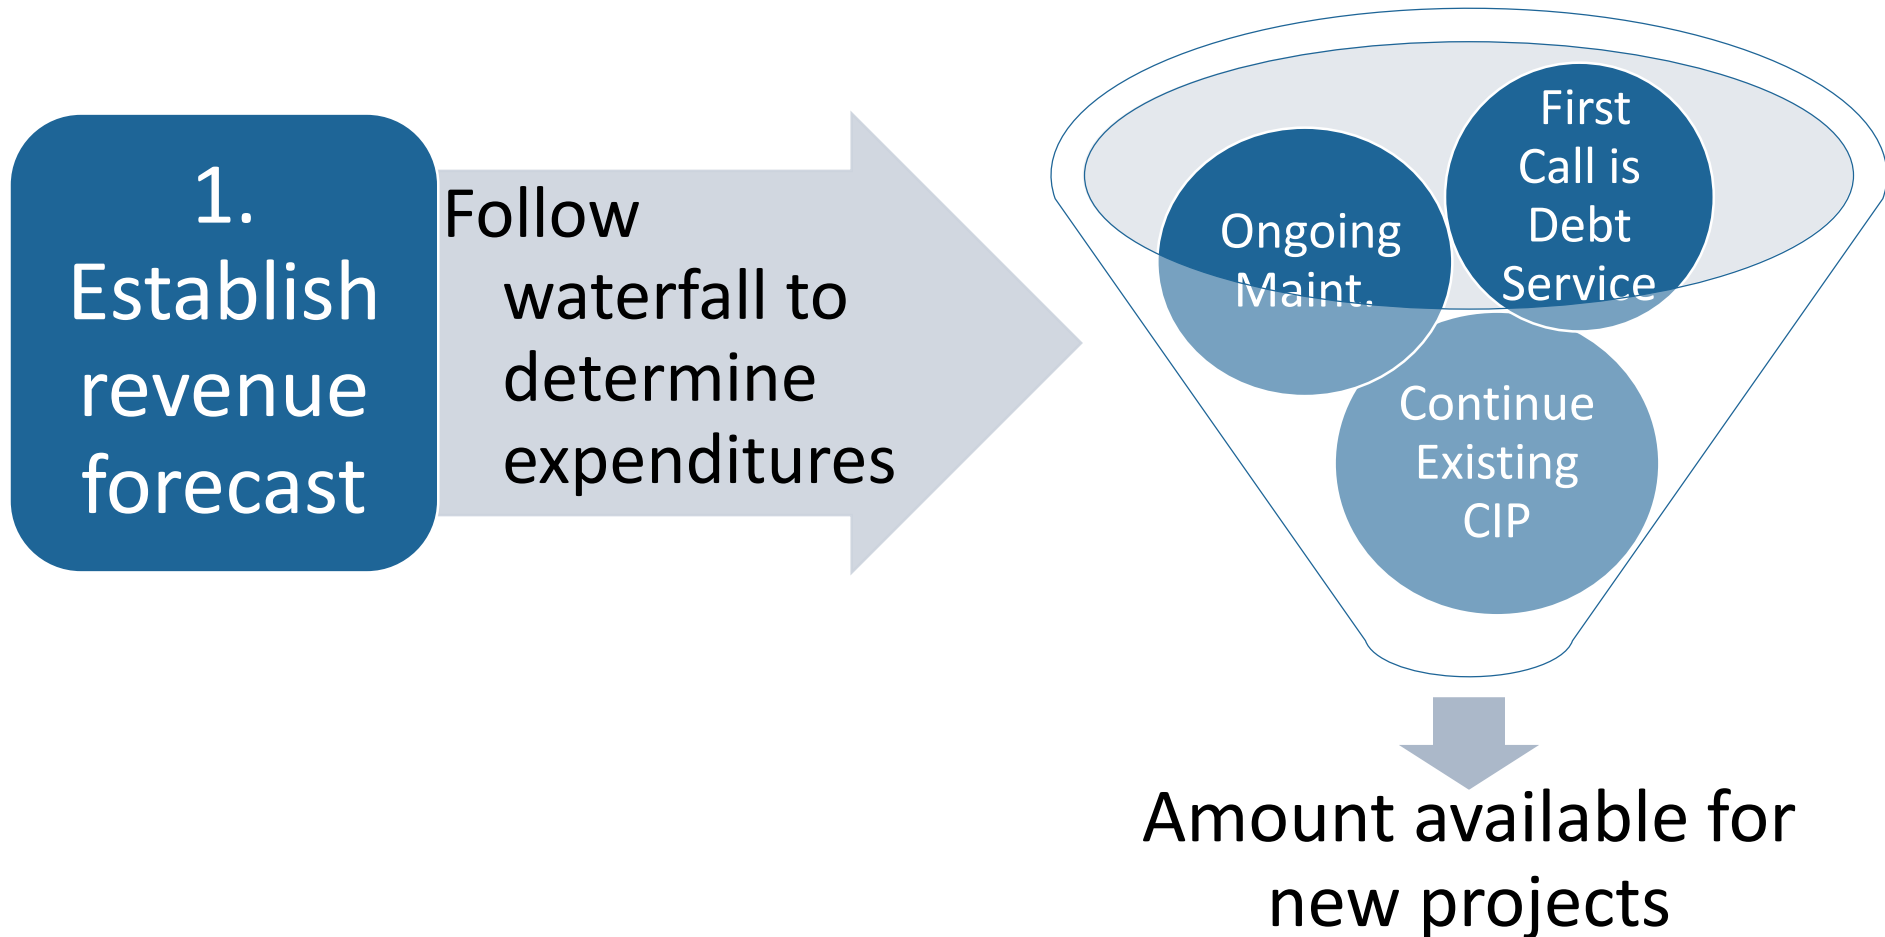 1.
Establish
revenue
forecast
Follow
waterfall to
determine
expenditures
First
Call is
Debt
Service
Ongoing
Maint.
Continue
Existing
CIP
Amount available for
new projects